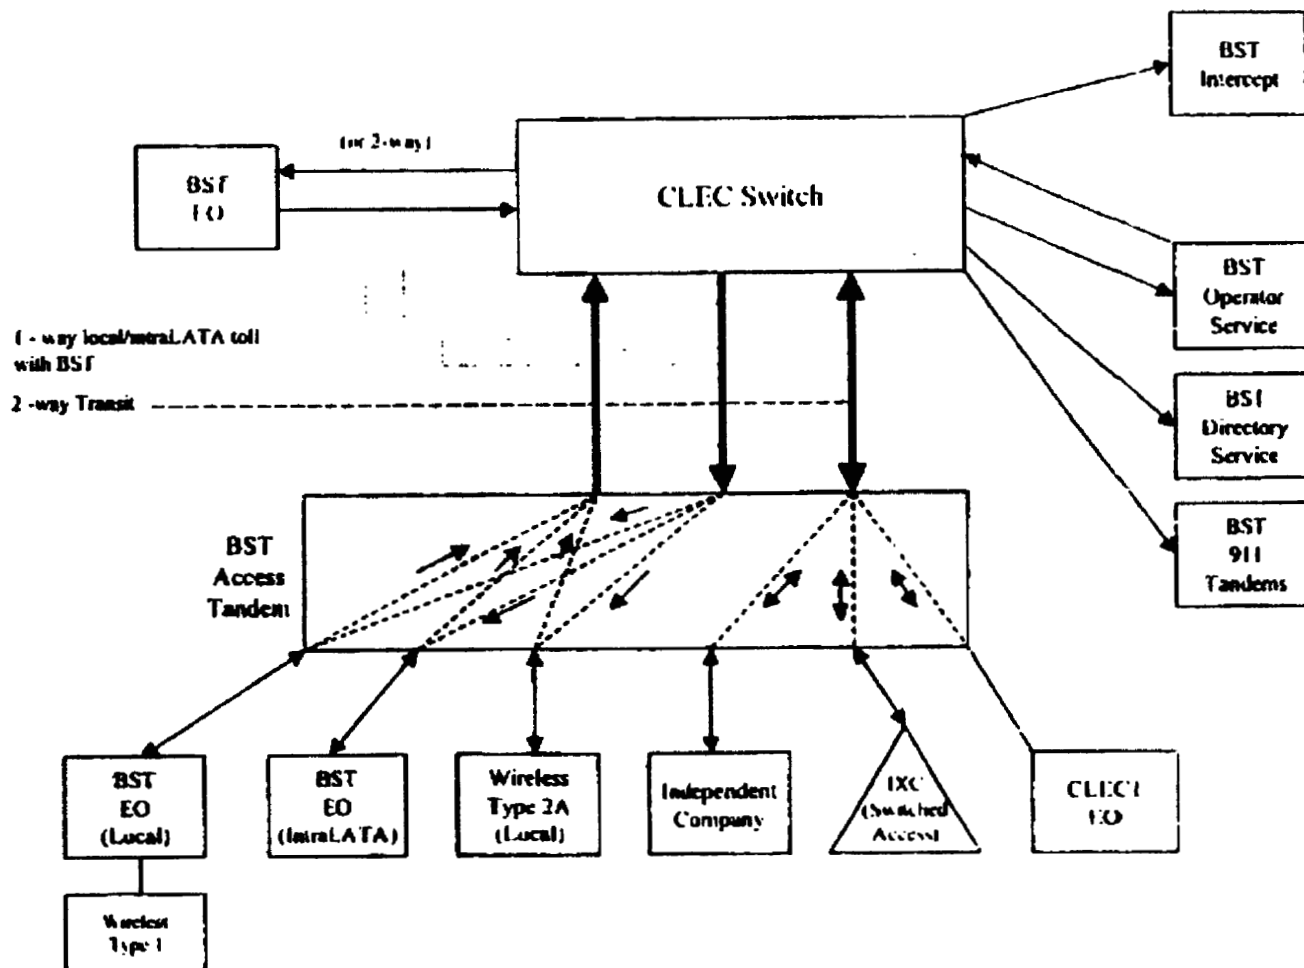 BST
Intercept
(or 2-way)
BST
EO
CLEC Switch
BST
Operator
Service
1 - way local/intraLATA toll
with BST
2 -way Transit
BST
Directory
Service
BST
Access
Tandem
BST
911
Tandems
BST
EO
(Local)
BST
EO
(IntraLATA)
Wireless
Type 2A
(Local)
Independent
Company
IXC
(Switched
Access)
EO
Wireless
Type 1